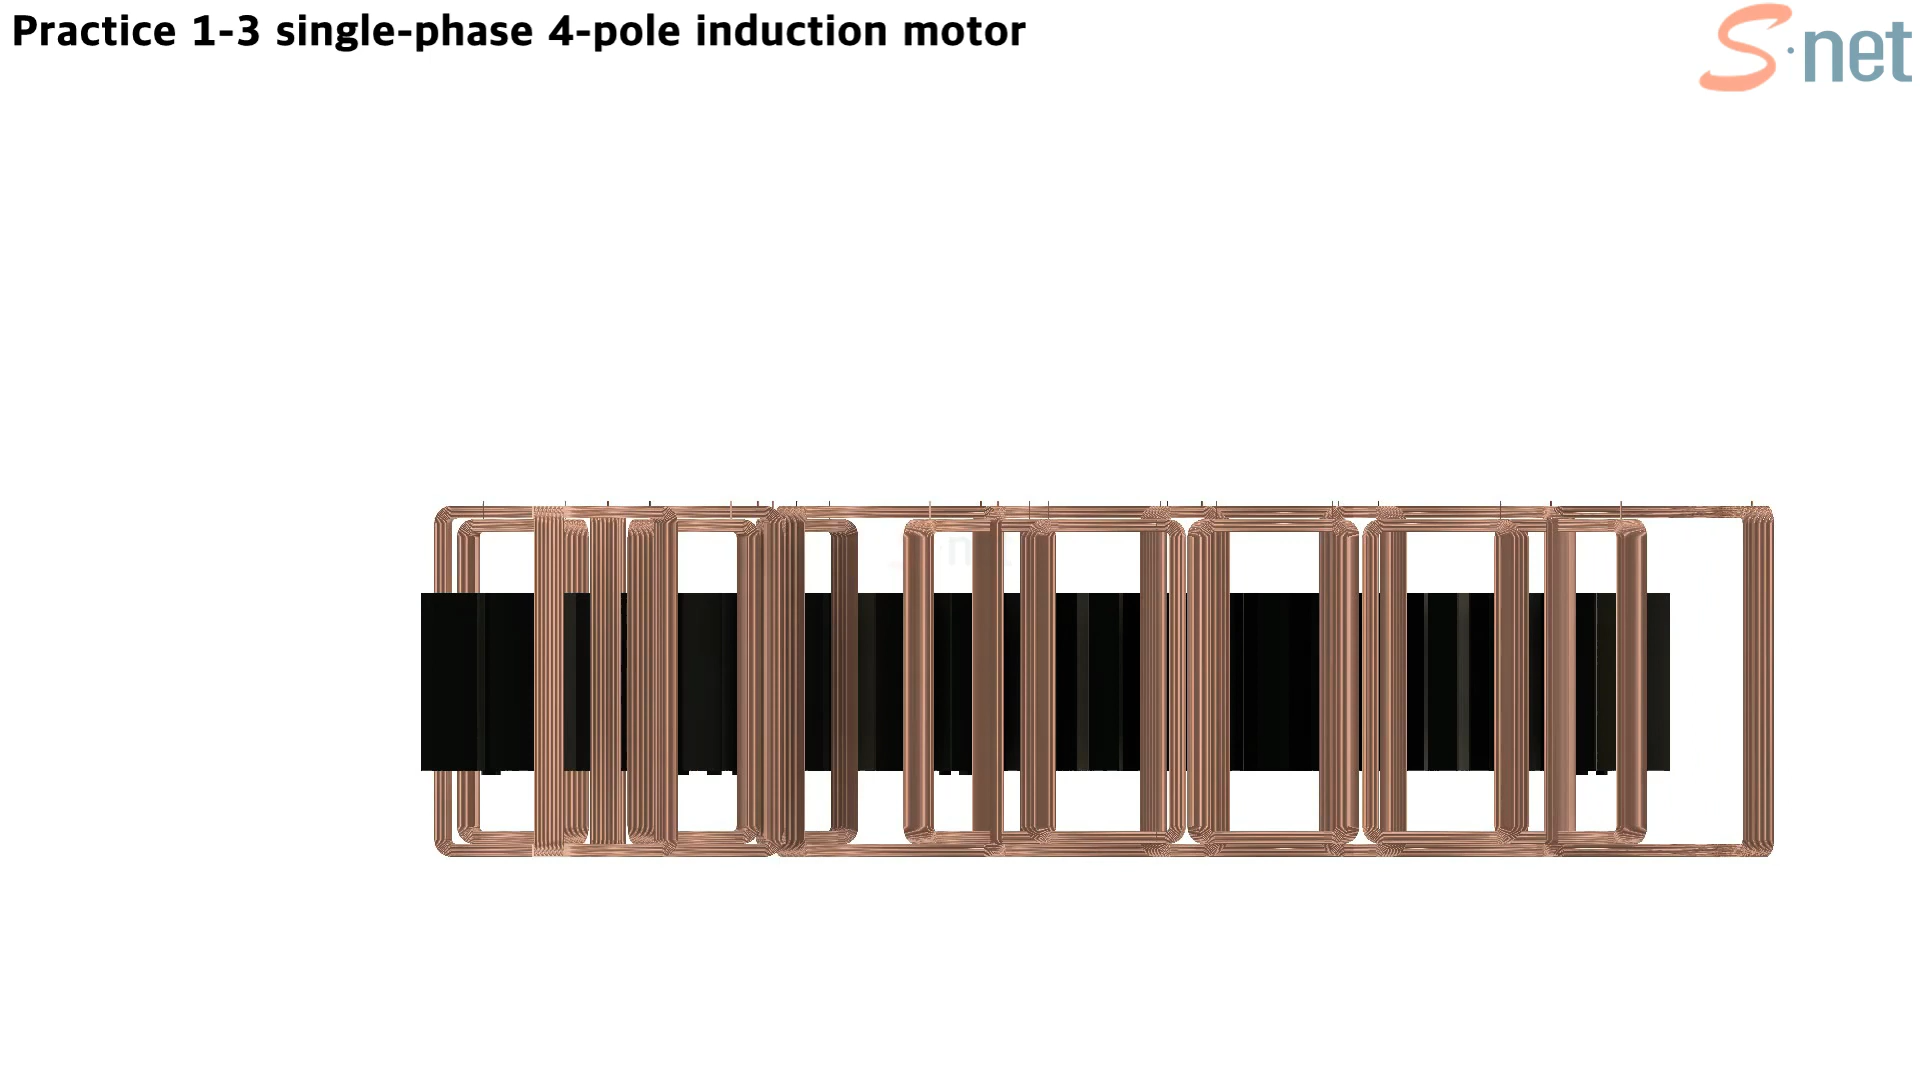 Practice 1-3 single-phase 4-pole induction motor
S·net